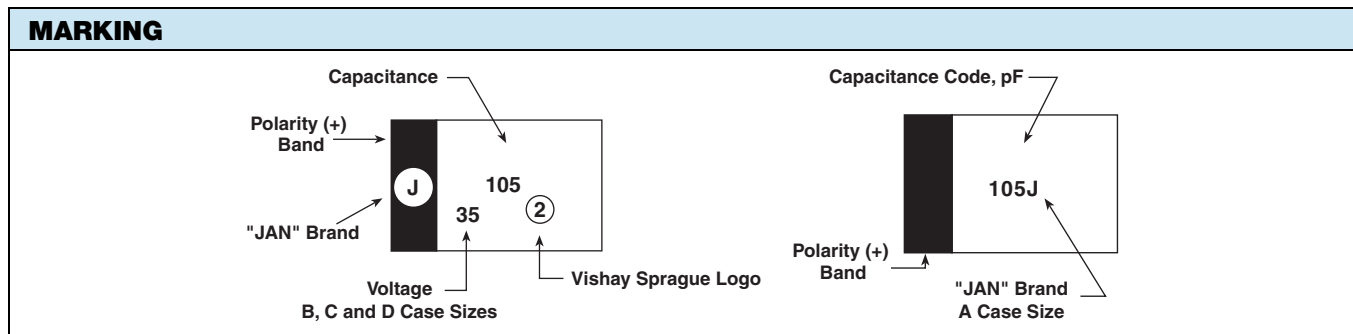 MARKING
Capacitance
Polarity (+)
Band
J
105
35
2
"JAN" Brand
Voltage
B, C and D Case Sizes
Vishay Sprague Logo
Capacitance Code, pF
105J
Polarity (+)
Band
"JAN" Brand
A Case Size